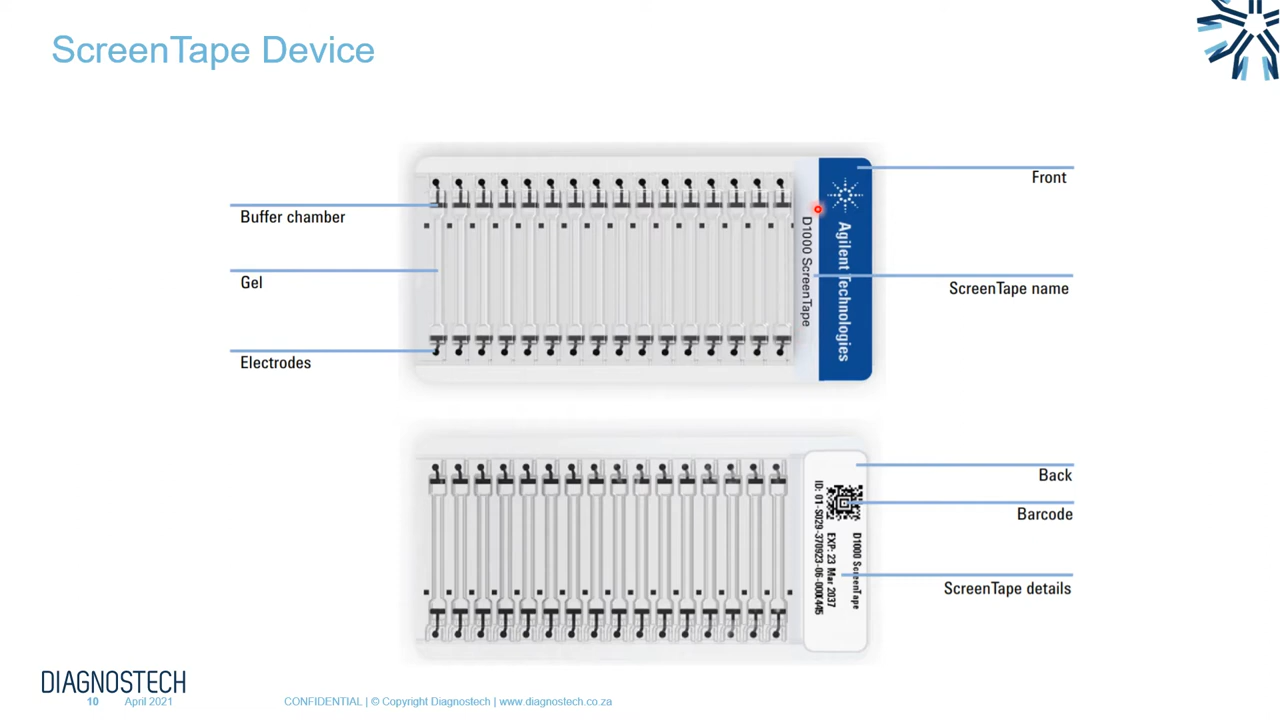 ScreenTape Device
Front
Buffer chamber
Gel
ScreenTape name
Electrodes
D1000 ScreenTape
Agilent Technologies
Back
Barcode
ScreenTape details
D1000 ScreenTape
EXP: 23 Mar 2037
DIAGNOSTECH
10 April 2021 CONFIDENTIAL | © Copyright Diagnostech | www.diagnostech.co.za